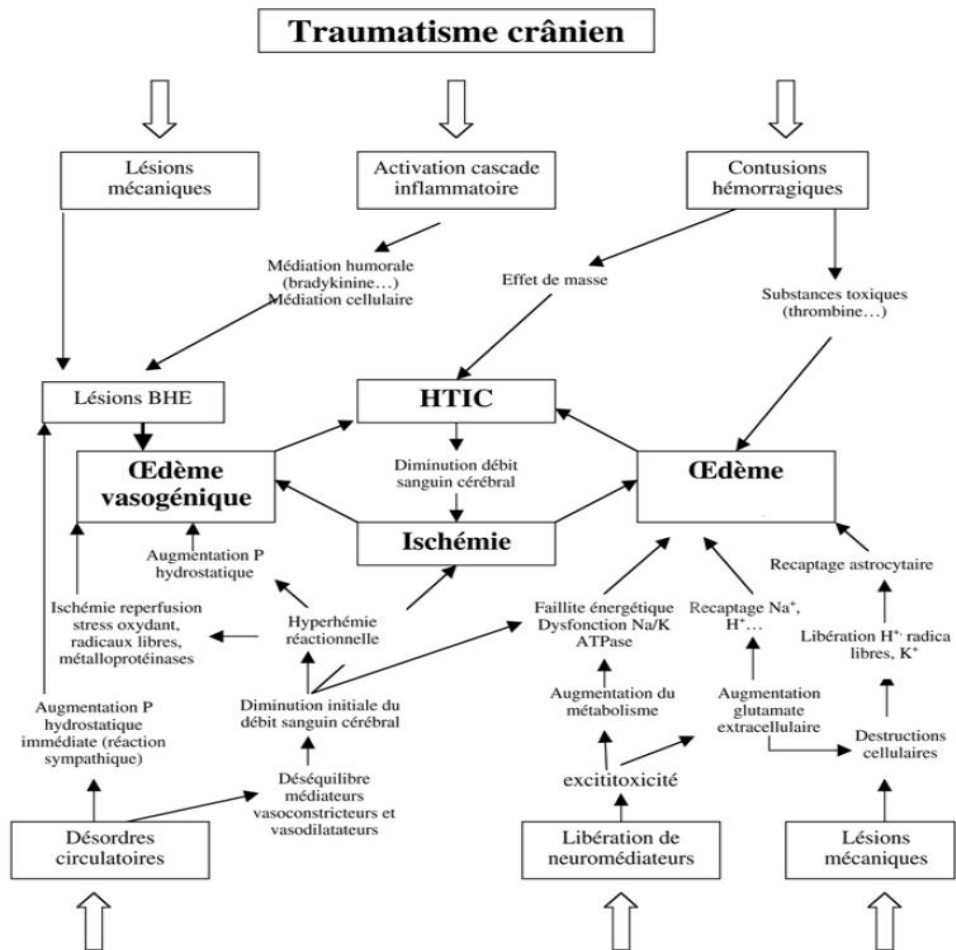 Traumatisme crânien
Lésions
mécaniques
Activation cascade
inflammatoire
Contusions
hémorragiques
Médiation humorale
(bradykinine…)
Médiation cellulaire
Effet de masse
Substances toxiques
(thrombine…)
Lésions BHE
HTIC
Œdème
vasogénique
Diminution débit
sanguin cérébral
Œdème
Ischémie
Augmentation P
hydrostatique
Recaptage astrocytaire
Ischémie reperfusion
stress oxydant,
radicaux libres,
métalloprotéinases
Hyperhémie
réactionnelle
Faillite énergétique
Dysfonction Na/K
ATPase
Recaptage Na⁺,
H⁺…
Libération H⁺· radica
libres, K⁺
Augmentation P
hydrostatique
immédiate (réaction
sympathique)
Diminution initiale du
débit sanguin cérébral
Augmentation du
métabolisme
Augmentation
glutamate
extracellulaire
Destructions
cellulaires
Déséquilibre
médiateurs
vasoconstricteurs et
vasodilatateurs
excititoxicité
Désordres
circulatoires
Libération de
neuromédiateurs
Lésions
mécaniques